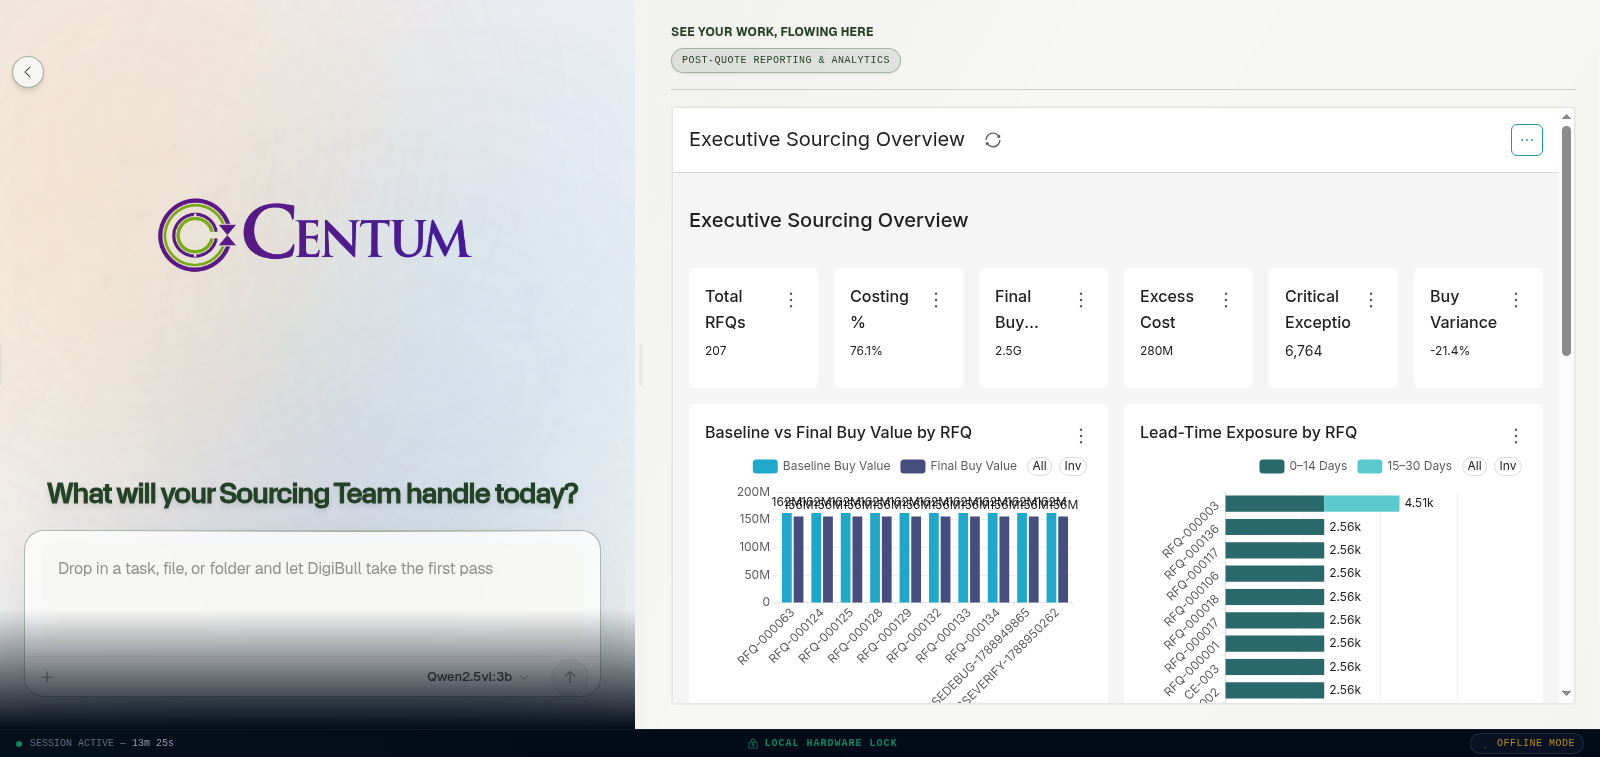 CENTUM
What will your Sourcing Team handle today?
Drop in a task, file, or folder and let DigiBull take the first pass
Qwen2.5vl:3b
SEE YOUR WORK, FLOWING HERE
POST-QUOTE REPORTING & ANALYTICS
Executive Sourcing Overview
Executive Sourcing Overview
Total
RFQs
207
Costing
%
76.1%
Final
Buy...
2.5G
Excess
Cost
280M
Critical
Exceptio
6,764
Buy
Variance
-21.4%
Baseline vs Final Buy Value by RFQ
Baseline Buy Value
Final Buy Value
All
Inv
200M
150M
100M
50M
0
RFQ-000063
RFQ-000124
RFQ-000125
RFQ-000128
RFQ-000129
RFQ-000132
RFQ-000133
RFQ-000134
SEDEBUG-1788949865
SEVERIFY-1788950262
Lead-Time Exposure by RFQ
0–14 Days
15–30 Days
All
Inv
RFQ-000003
RFQ-000136
RFQ-000117
RFQ-000106
RFQ-000018
RFQ-000017
RFQ-000001
CE-003
002
4.51k
2.56k
2.56k
2.56k
2.56k
2.56k
2.56k
2.56k
2.56k
SESSION ACTIVE — 13m 25s
LOCAL HARDWARE LOCK
OFFLINE MODE